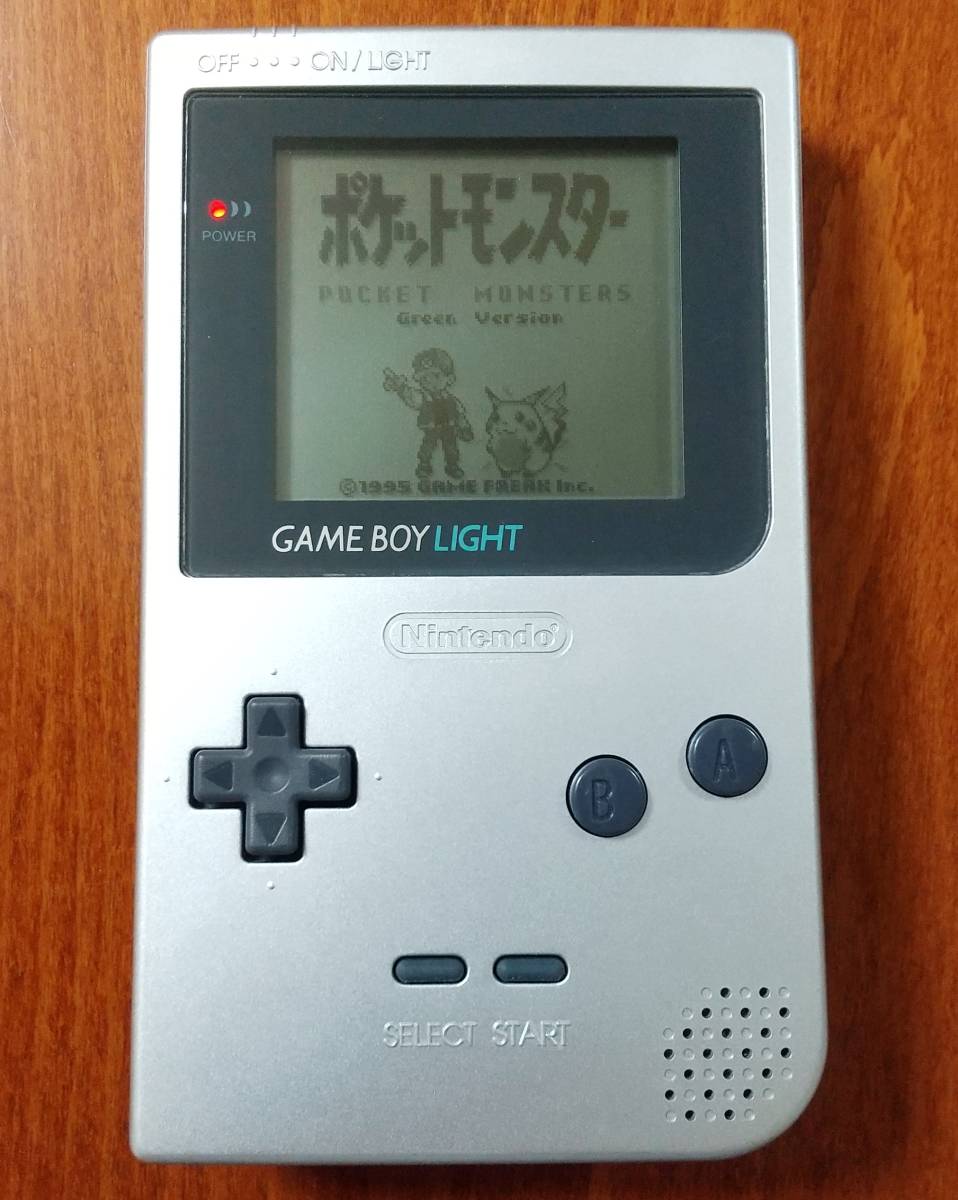 OFF ・・・ ON/LIGHT
POWER
ポケットモンスター
POCKET MONSTERS
Green Version
©1995 GAME FREAK Inc.
GAME BOY LIGHT
Nintendo®
B
A
SELECT START